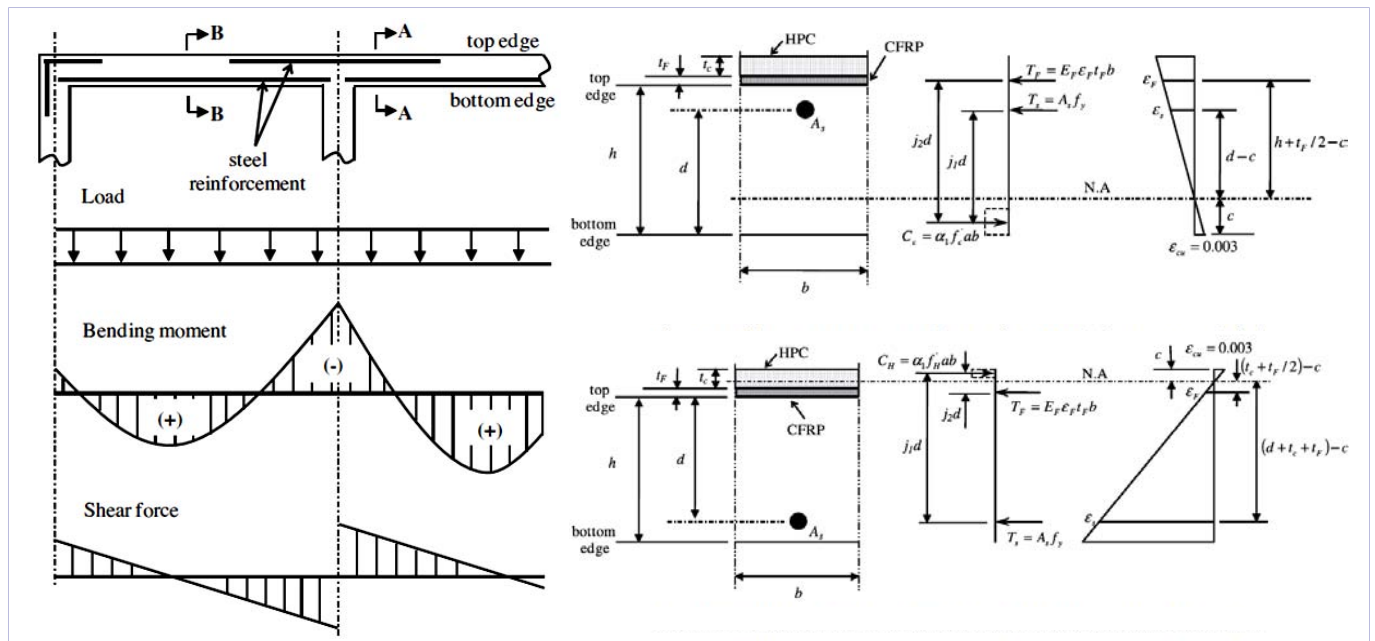 B
A
top edge
B
A
bottom edge
steel
reinforcement
Load
Bending moment
(-)
(+)
(+)
Shear force
HPC
CFRP
t_F
t_c
top
edge
A_s
h
d
bottom
edge
b
T_F = E_F ε_F t_F b
T_s = A_s f_y
j_2d
j_1d
N.A
C_c = α_1 f_c' ab
ε_F
ε_s
d−c
h+t_F/2−c
c
ε_cu = 0.003
HPC
t_F
t_c
top
edge
CFRP
h
d
bottom
edge
A_s
b
C_H = α_1 f_H' ab
N.A
j_2d
T_F = E_F ε_F t_F b
j_1d
T_s = A_s f_y
c
ε_cu = 0.003
(t_c + t_F/2)−c
ε_F
(d+t_c+t_F)−c
ε_s